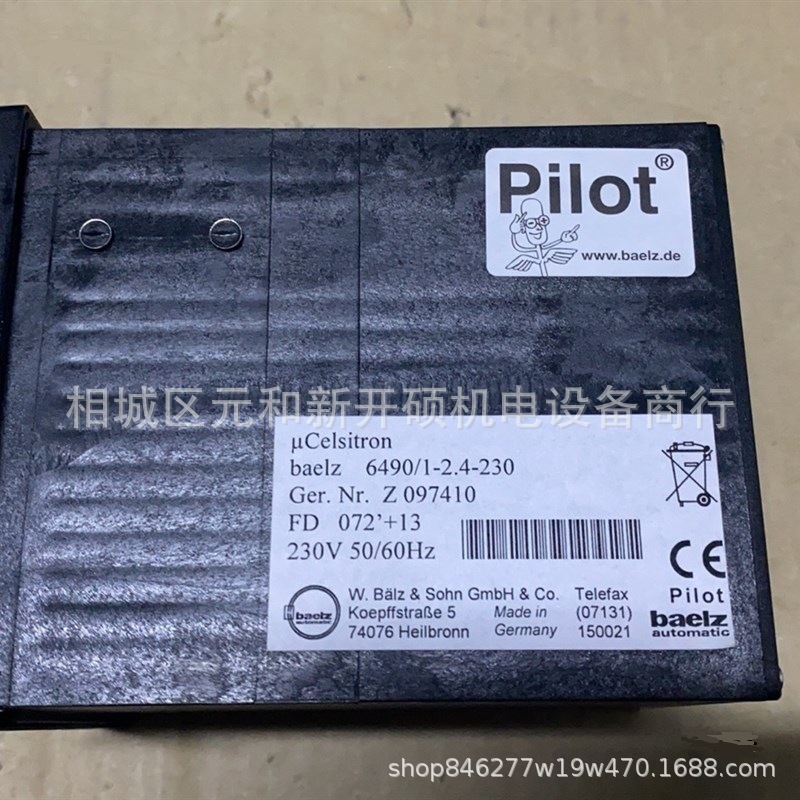 Pilot®
www.baelz.de
相城区元和新开硕机电设备商行
µCelsitron
baelz 6490/1-2.4-230
Ger. Nr. Z 097410
FD 072'+13
230V 50/60Hz
CE
Pilot
baelz
automatic
baelz
automatic
W. Bälz & Sohn GmbH & Co. Telefax
Koepffstraße 5 Made in (07131)
74076 Heilbronn Germany 150021
shop846277w19w470.1688.com